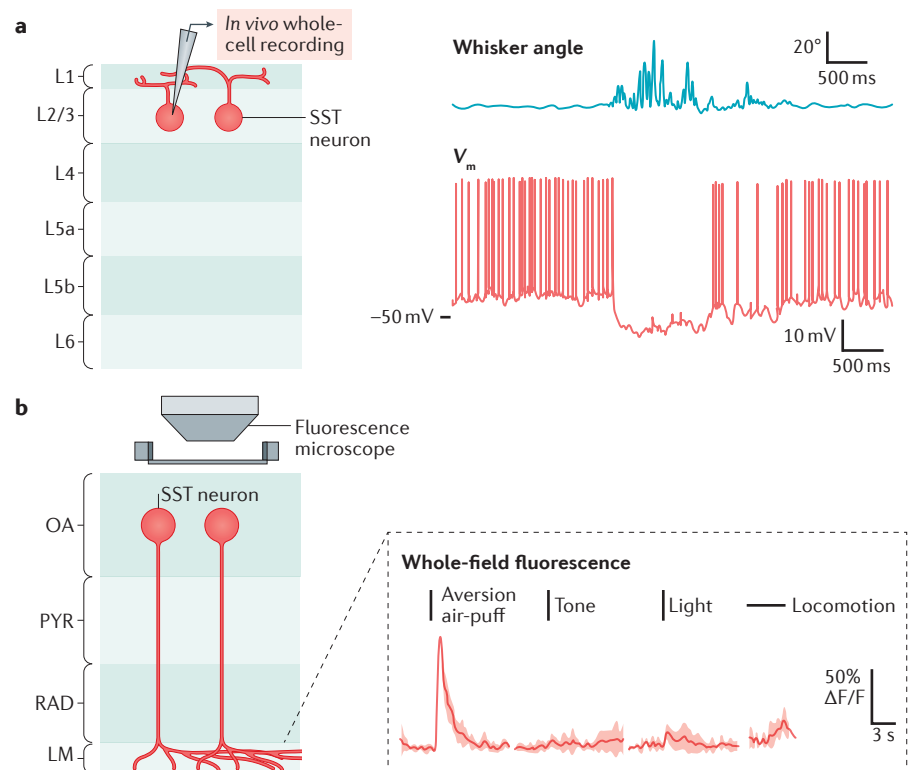 a
In vivo whole-
cell recording
L1
L2/3
L4
L5a
L5b
L6
SST
neuron
Whisker angle
20°
500 ms
Vm
−50 mV
10 mV
500 ms
b
Fluorescence
microscope
SST neuron
OA
PYR
RAD
LM
Whole-field fluorescence
Aversion
air-puff
Tone
Light
Locomotion
50%
ΔF/F
3 s